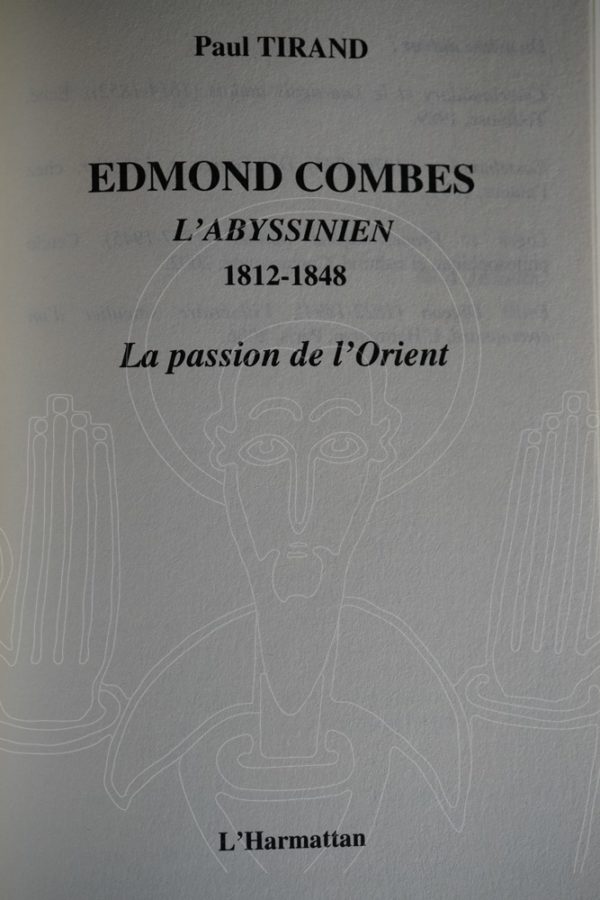 Paul TIRAND
EDMOND COMBES
L'ABYSSINIEN
1812-1848
La passion de l'Orient
L'Harmattan